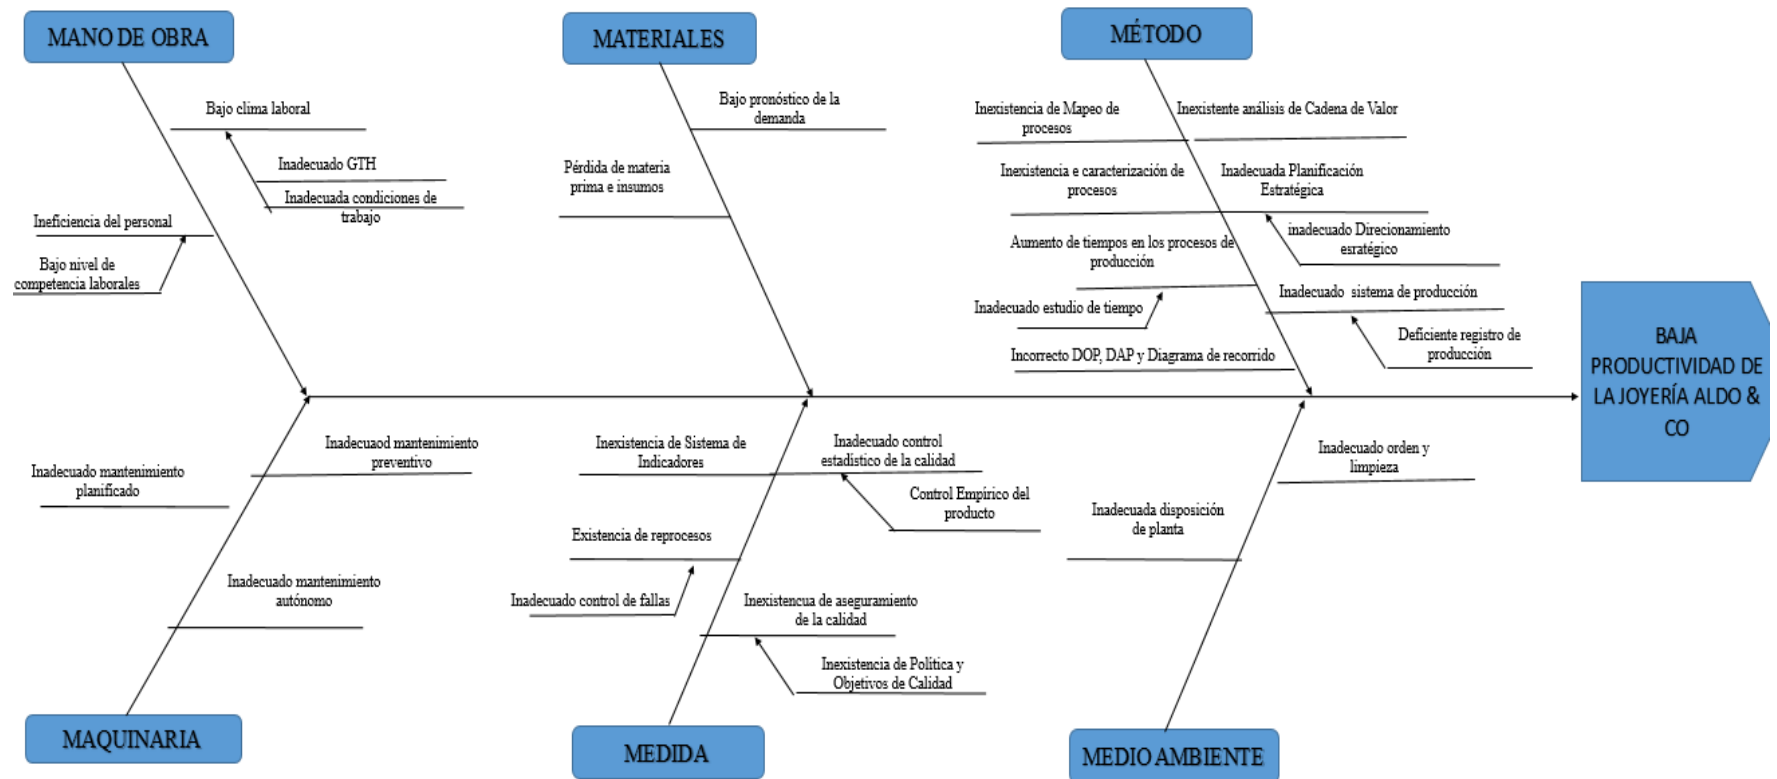 MANO DE OBRA
MATERIALES
MÉTODO
Bajo clima laboral
Inadecuado GTH
Inadecuada condiciones de
trabajo
Ineficiencia del personal
Bajo nivel de
competencia laborales
Bajo pronóstico de la
demanda
Pérdida de materia
prima e insumos
Inexistencia de Mapeo de
procesos
Inexistente análisis de Cadena de Valor
Inexistencia e caracterización de
procesos
Inadecuada Planificación
Estratégica
inadecuado Direcionamiento
esratégico
Aumento de tiempos en los procesos de
producción
Inadecuado estudio de tiempo
Inadecuado sistema de producción
Deficiente registro de
producción
Incorrecto DOP, DAP y Diagrama de recorrido
BAJA
PRODUCTIVIDAD DE
LA JOYERÍA ALDO &
CO
Inadecuaod mantenimiento
preventivo
Inadecuado mantenimiento
planificado
Inadecuado mantenimiento
autónomo
Inexistencia de Sistema de
Indicadores
Inadecuado control
estadistico de la calidad
Control Empírico del
producto
Existencia de reprocesos
Inadecuado control de fallas
Inexistencua de aseguramiento
de la calidad
Inexistencia de Política y
Objetivos de Calidad
Inadecuado orden y
limpieza
Inadecuada disposición
de planta
MAQUINARIA
MEDIDA
MEDIO AMBIENTE